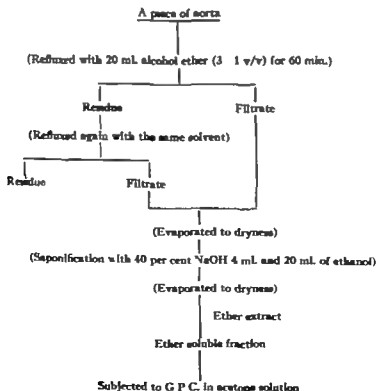 A piece of aorta
(Refluxed with 20 mL alcohol ether (3 1 v/v) for 60 min.)
Residue Filtrate
(Refluxed again with the same solvent)
Residue Filtrate
(Evaporated to dryness)
(Saponification with 40 per cent NaOH 4 mL and 20 mL of ethanol)
(Evaporated to dryness)
Ether extract
Ether soluble fraction
Subjected to G P C. in acetone solution